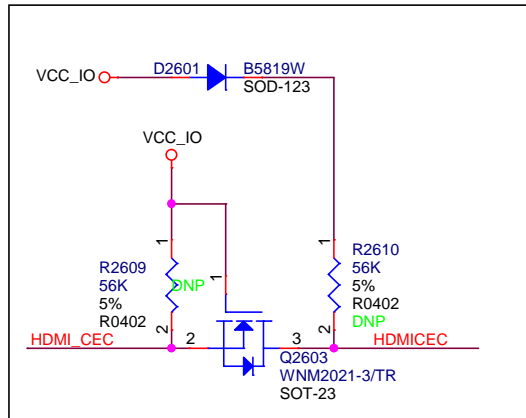 D2601 B5819W
VCC_IO SOD-123
VCC_IO
1 1
R2609 R2610
56K DNP 1 56K
5% 5%
R0402 R0402
2 2 DNP
HDMI_CEC 2 3 HDMICEC
Q2603
WNM2021-3/TR
SOT-23